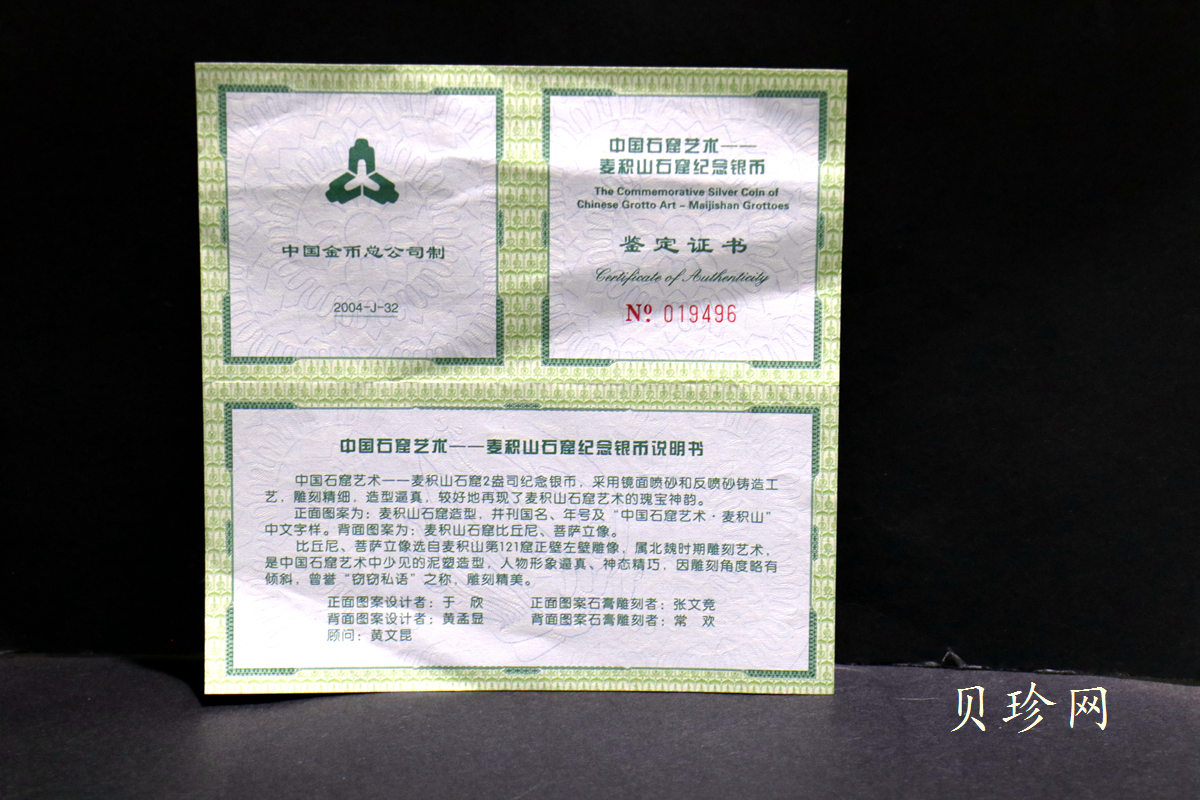 中国金币总公司制
2004-J-32
中国石窟艺术——
麦积山石窟纪念银币
The Commemorative Silver Coin of
Chinese Grotto Art – Maijishan Grottoes
鉴定证书
Certificate of Authenticity
Nº 019496
中国石窟艺术——麦积山石窟纪念银币说明书
中国石窟艺术——麦积山石窟2盎司纪念银币，采用镜面喷砂和反喷砂铸造工
艺，雕刻精细，造型逼真，较好地再现了麦积山石窟艺术的瑰宝神韵。
正面图案为：麦积山石窟造型，并刊国名、年号及“中国石窟艺术·麦积山”
中文字样。背面图案为：麦积山石窟比丘尼、菩萨立像。
比丘尼、菩萨立像选自麦积山第121窟正壁左壁雕像，属北魏时期雕刻艺术，
是中国石窟艺术中少见的泥塑造型，人物形象逼真、神态精巧，因雕刻角度略有
倾斜，曾誉“窃窃私语”之称，雕刻精美。
正面图案设计者：于　欣　　正面图案石膏雕刻者：张文竞
背面图案设计者：黄孟显　　背面图案石膏雕刻者：常　欢
顾问：黄文昆
贝珍网